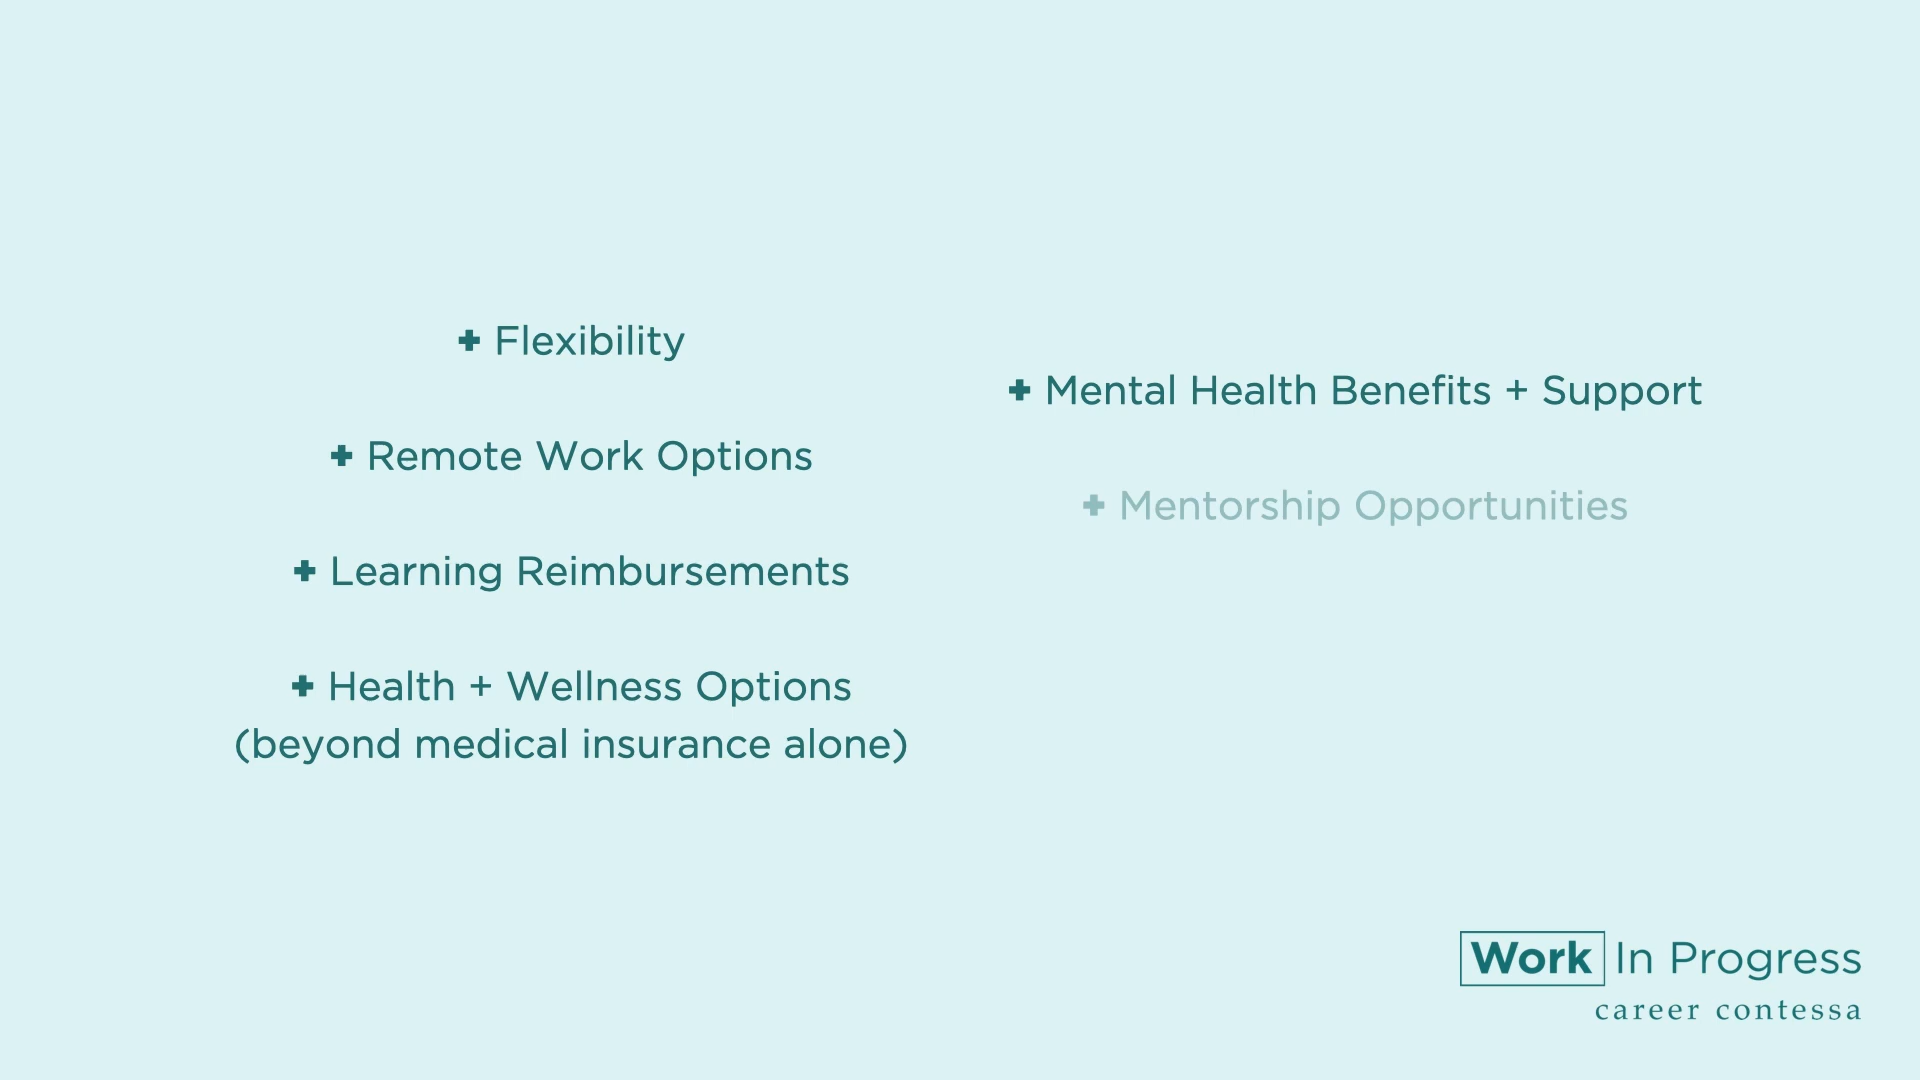 + Flexibility
+ Remote Work Options
+ Learning Reimbursements
+ Health + Wellness Options
(beyond medical insurance alone)
+ Mental Health Benefits + Support
+ Mentorship Opportunities
Work In Progress
career contessa